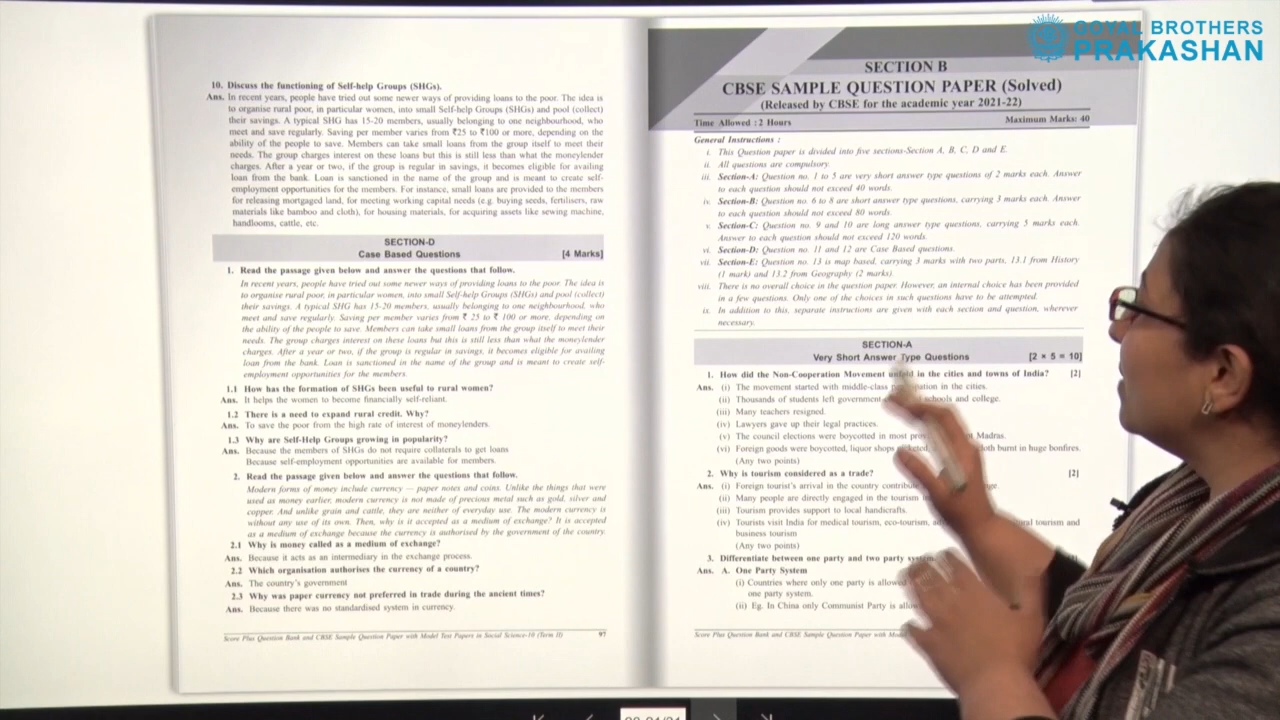 GOYAL BROTHERS
PRAKASHAN
10. Discuss the functioning of Self-help Groups (SHGs).
Ans. In recent years, people have tried out some newer ways of providing loans to the poor. The idea is
to organise rural poor, in particular women, into small Self-help Groups (SHGs) and pool (collect)
their savings. A typical SHG has 15-20 members, usually belonging to one neighbourhood, who
meet and save regularly. Saving per member varies from ₹25 to ₹100 or more, depending on the
ability of the people to save. Members can take small loans from the group itself to meet their
needs. The group charges interest on these loans but this is still less than what the moneylender
charges. After a year or two, if the group is regular in savings, it becomes eligible for availing
loan from the bank. Loan is sanctioned in the name of the group and is meant to create self-
employment opportunities for the members. For instance, small loans are provided to the members
for releasing mortgaged land, for meeting working capital needs (e.g. buying seeds, fertilisers, raw
materials like bamboo and cloth), for housing materials, for acquiring assets like sewing machine,
handlooms, cattle, etc.
SECTION-D
Case Based Questions [4 Marks]
1. Read the passage given below and answer the questions that follow.
In recent years, people have tried out some newer ways of providing loans to the poor. The idea is
to organise rural poor, in particular women, into small Self-help Groups (SHGs) and pool (collect)
their savings. A typical SHG has 15-20 members, usually belonging to one neighbourhood, who
meet and save regularly. Saving per member varies from ₹ 25 to ₹ 100 or more, depending on
the ability of the people to save. Members can take small loans from the group itself to meet their
needs. The group charges interest on these loans but this is still less than what the moneylender
charges. After a year or two, if the group is regular in savings, it becomes eligible for availing
loan from the bank. Loan is sanctioned in the name of the group and is meant to create self-
employment opportunities for the members.
1.1 How has the formation of SHGs been useful to rural women?
Ans. It helps the women to become financially self-reliant.
1.2 There is a need to expand rural credit. Why?
Ans. To save the poor from the high rate of interest of moneylenders.
1.3 Why are Self-Help Groups growing in popularity?
Ans. Because the members of SHGs do not require collaterals to get loans
Because self-employment opportunities are available for members.
2. Read the passage given below and answer the questions that follow.
Modern forms of money include currency — paper notes and coins. Unlike the things that were
used as money earlier, modern currency is not made of precious metal such as gold, silver and
copper. And unlike grain and cattle, they are neither of everyday use. The modern currency is
without any use of its own. Then, why is it accepted as a medium of exchange? It is accepted
as a medium of exchange because the currency is authorised by the government of the country.
2.1 Why is money called as a medium of exchange?
Ans. Because it acts as an intermediary in the exchange process.
2.2 Which organisation authorises the currency of a country?
Ans. The country's government
2.3 Why was paper currency not preferred in trade during the ancient times?
Ans. Because there was no standardised system in currency.
Score Plus Question Bank and CBSE Sample Question Paper with Model Test Papers in Social Science-10 (Term II) 97
SECTION B
CBSE SAMPLE QUESTION PAPER (Solved)
(Released by CBSE for the academic year 2021-22)
Time Allowed : 2 Hours Maximum Marks: 40
General Instructions :
i. This Question paper is divided into five sections-Section A, B, C, D and E.
ii. All questions are compulsory.
iii. Section-A: Question no. 1 to 5 are very short answer type questions of 2 marks each. Answer
to each question should not exceed 40 words.
iv. Section-B: Question no. 6 to 8 are short answer type questions, carrying 3 marks each. Answer
to each question should not exceed 80 words.
v. Section-C: Question no. 9 and 10 are long answer type questions, carrying 5 marks each.
Answer to each question should not exceed 120 words.
vi. Section-D: Question no. 11 and 12 are Case Based questions.
vii. Section-E: Question no. 13 is map based, carrying 3 marks with two parts, 13.1 from History
(1 mark) and 13.2 from Geography (2 marks).
viii. There is no overall choice in the question paper. However, an internal choice has been provided
in a few questions. Only one of the choices in such questions have to be attempted.
ix. In addition to this, separate instructions are given with each section and question, wherever
necessary.
SECTION-A
Very Short Answer Type Questions [2 × 5 = 10]
1. How did the Non-Cooperation Movement unfold in the cities and towns of India? [2]
Ans. (i) The movement started with middle-class in the cities.
(ii) Thousands of students left government schools and college.
(iii) Many teachers resigned.
(iv) Lawyers gave up their legal practices.
(v) The council elections were boycotted in most Madras.
(vi) Foreign goods were boycotted, liquor shops burnt in huge bonfires.
(Any two points)
2. Why is tourism considered as a trade? [2]
Ans. (i) Foreign tourist's arrival in the country
(ii) Many people are directly engaged in the tourism
(iii) Tourism provides support to local handicrafts.
(iv) Tourists visit India for medical tourism, eco-tourism, tourism and
business tourism
(Any two points)
3. Differentiate between one party and two party
Ans. A. One Party System
(i) Countries where only one party is allowed
one party system.
(ii) Eg. In China only Communist Party is
Score Plus Question Bank and CBSE Sample Question Paper with